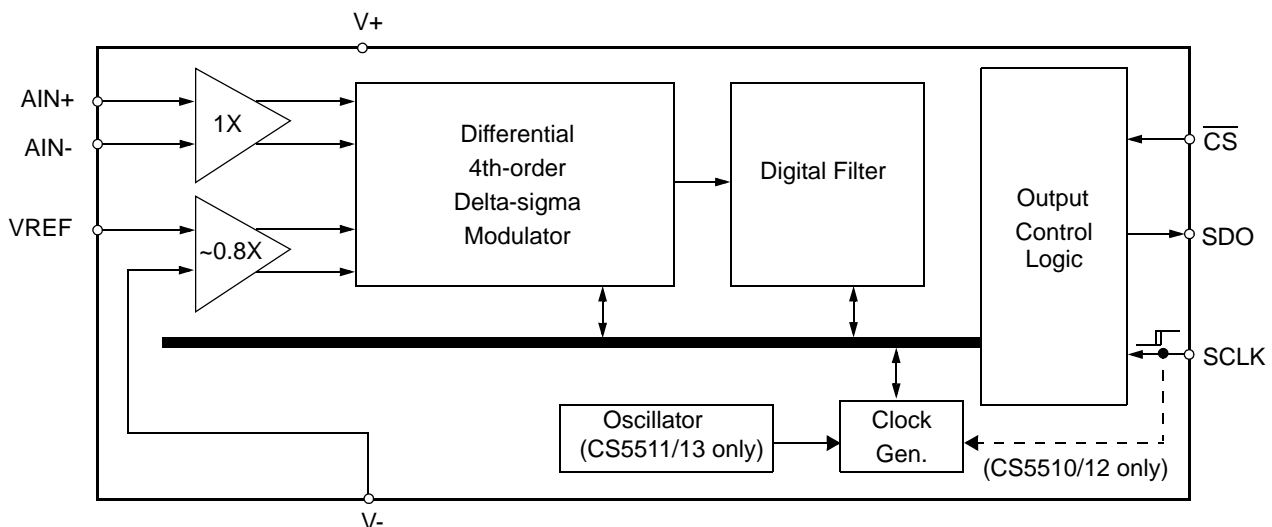 V+
AIN+
AIN-
VREF
1X
~0.8X
Differential
4th-order
Delta-sigma
Modulator
Digital Filter
Output
Control
Logic
CS
SDO
SCLK
Oscillator
(CS5511/13 only)
Clock
Gen.
(CS5510/12 only)
V-